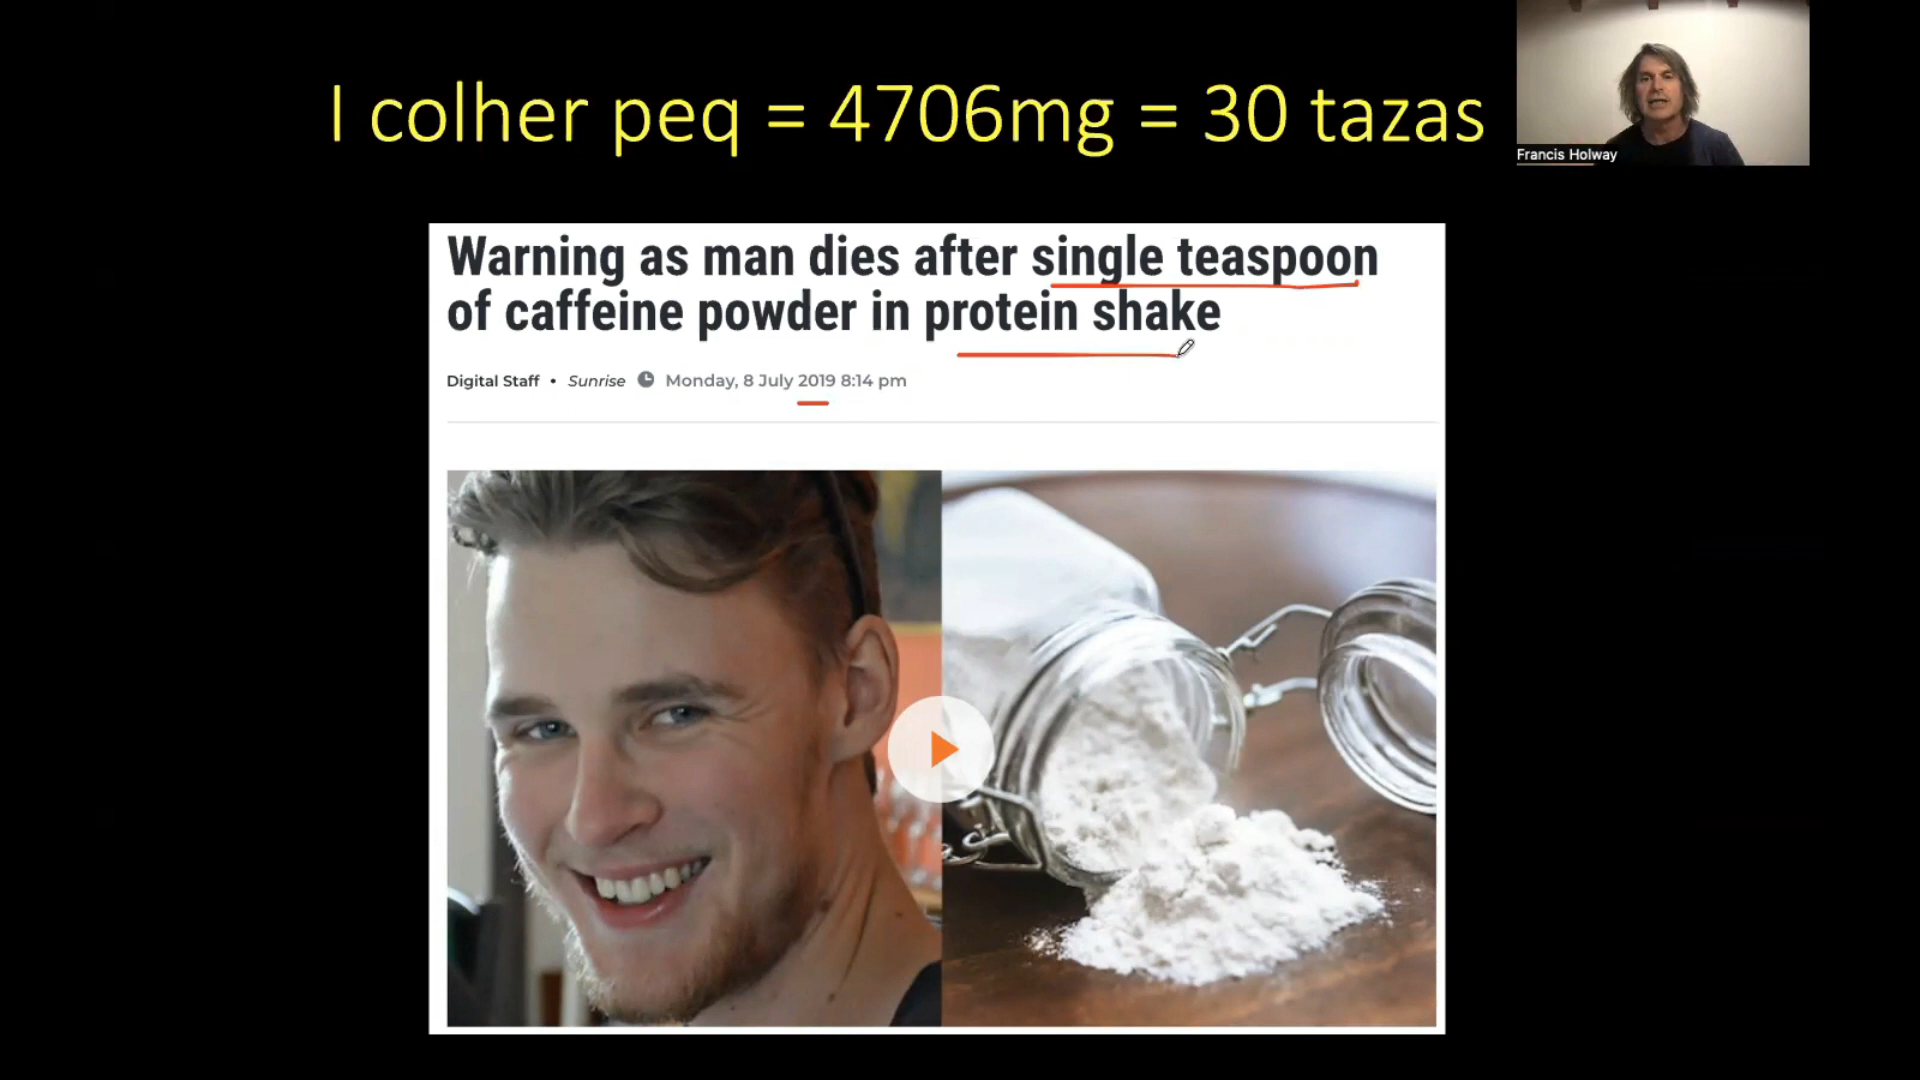 I colher peq = 4706mg = 30 tazas
Francis Holway
Warning as man dies after single teaspoon
of caffeine powder in protein shake
Digital Staff • Sunrise Monday, 8 July 2019 8:14 pm